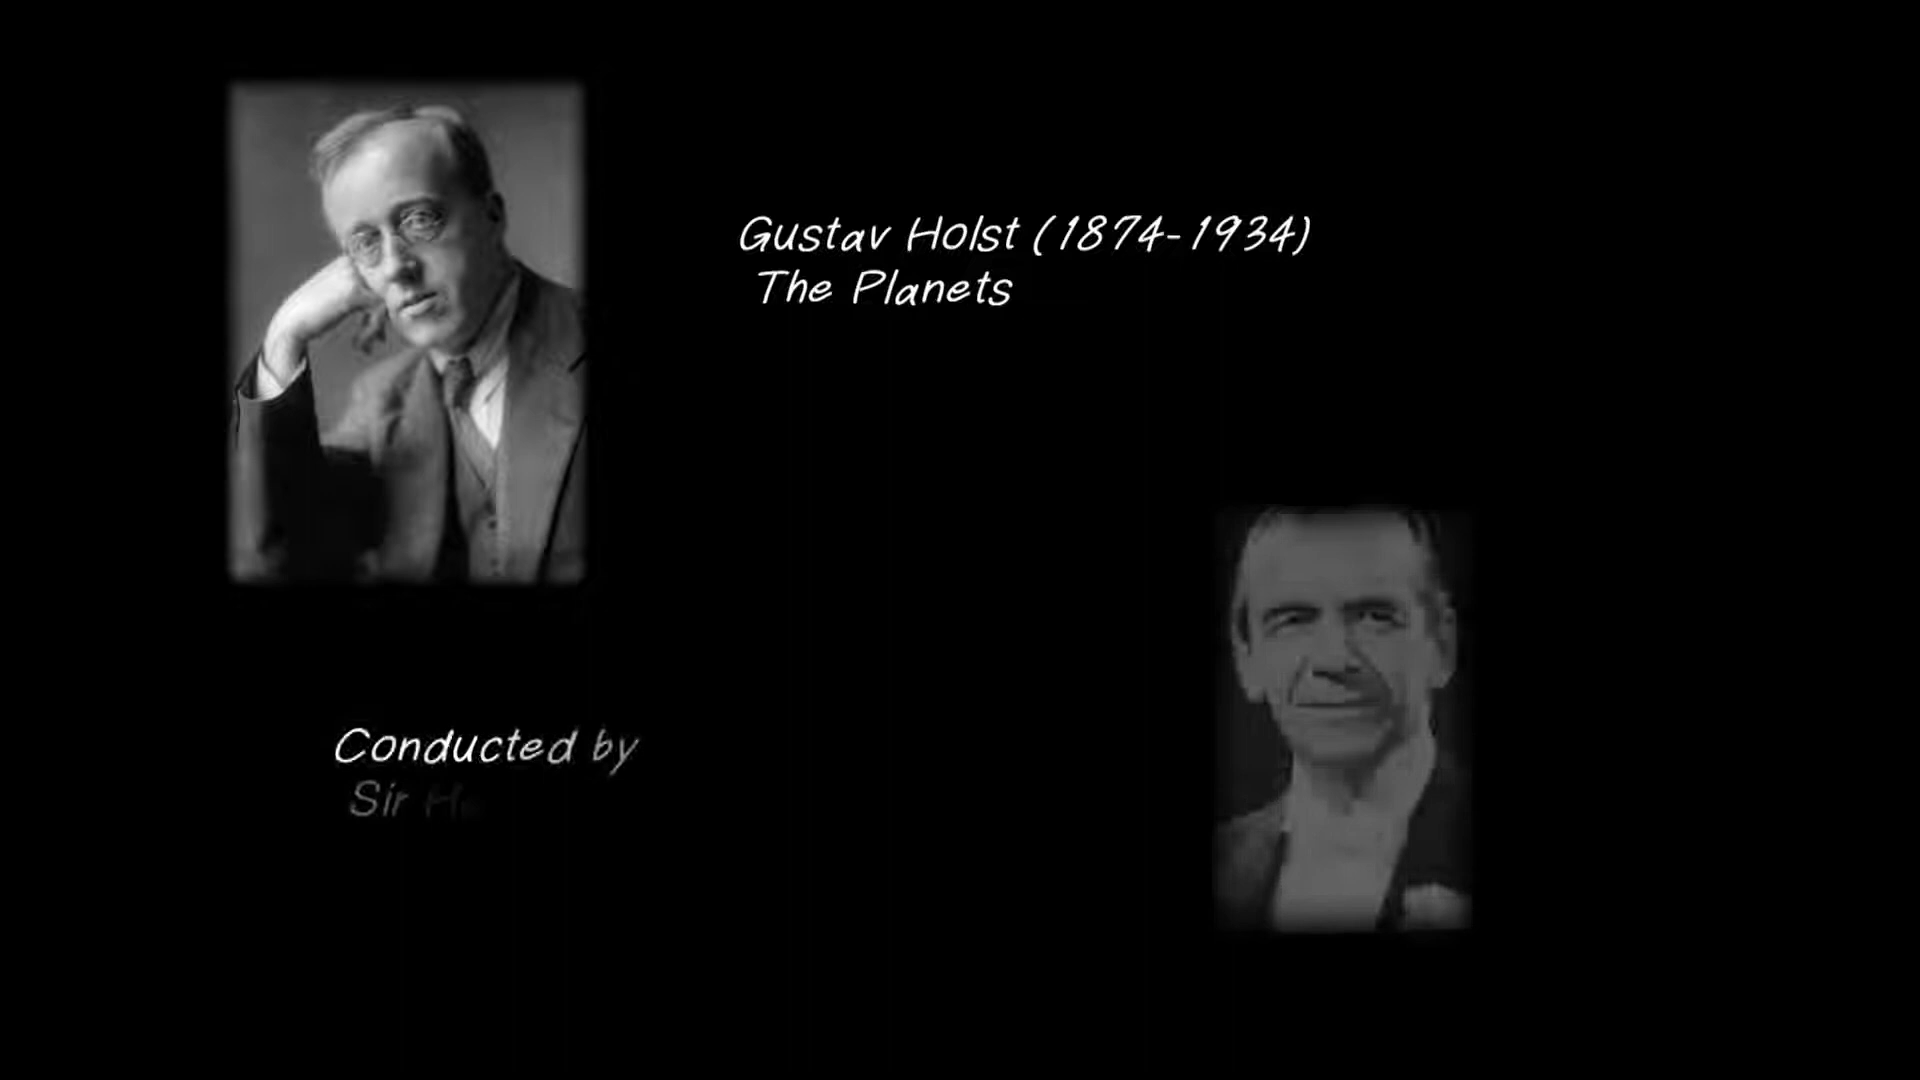 Gustav Holst (1874-1934)
The Planets
Conducted by
Sir